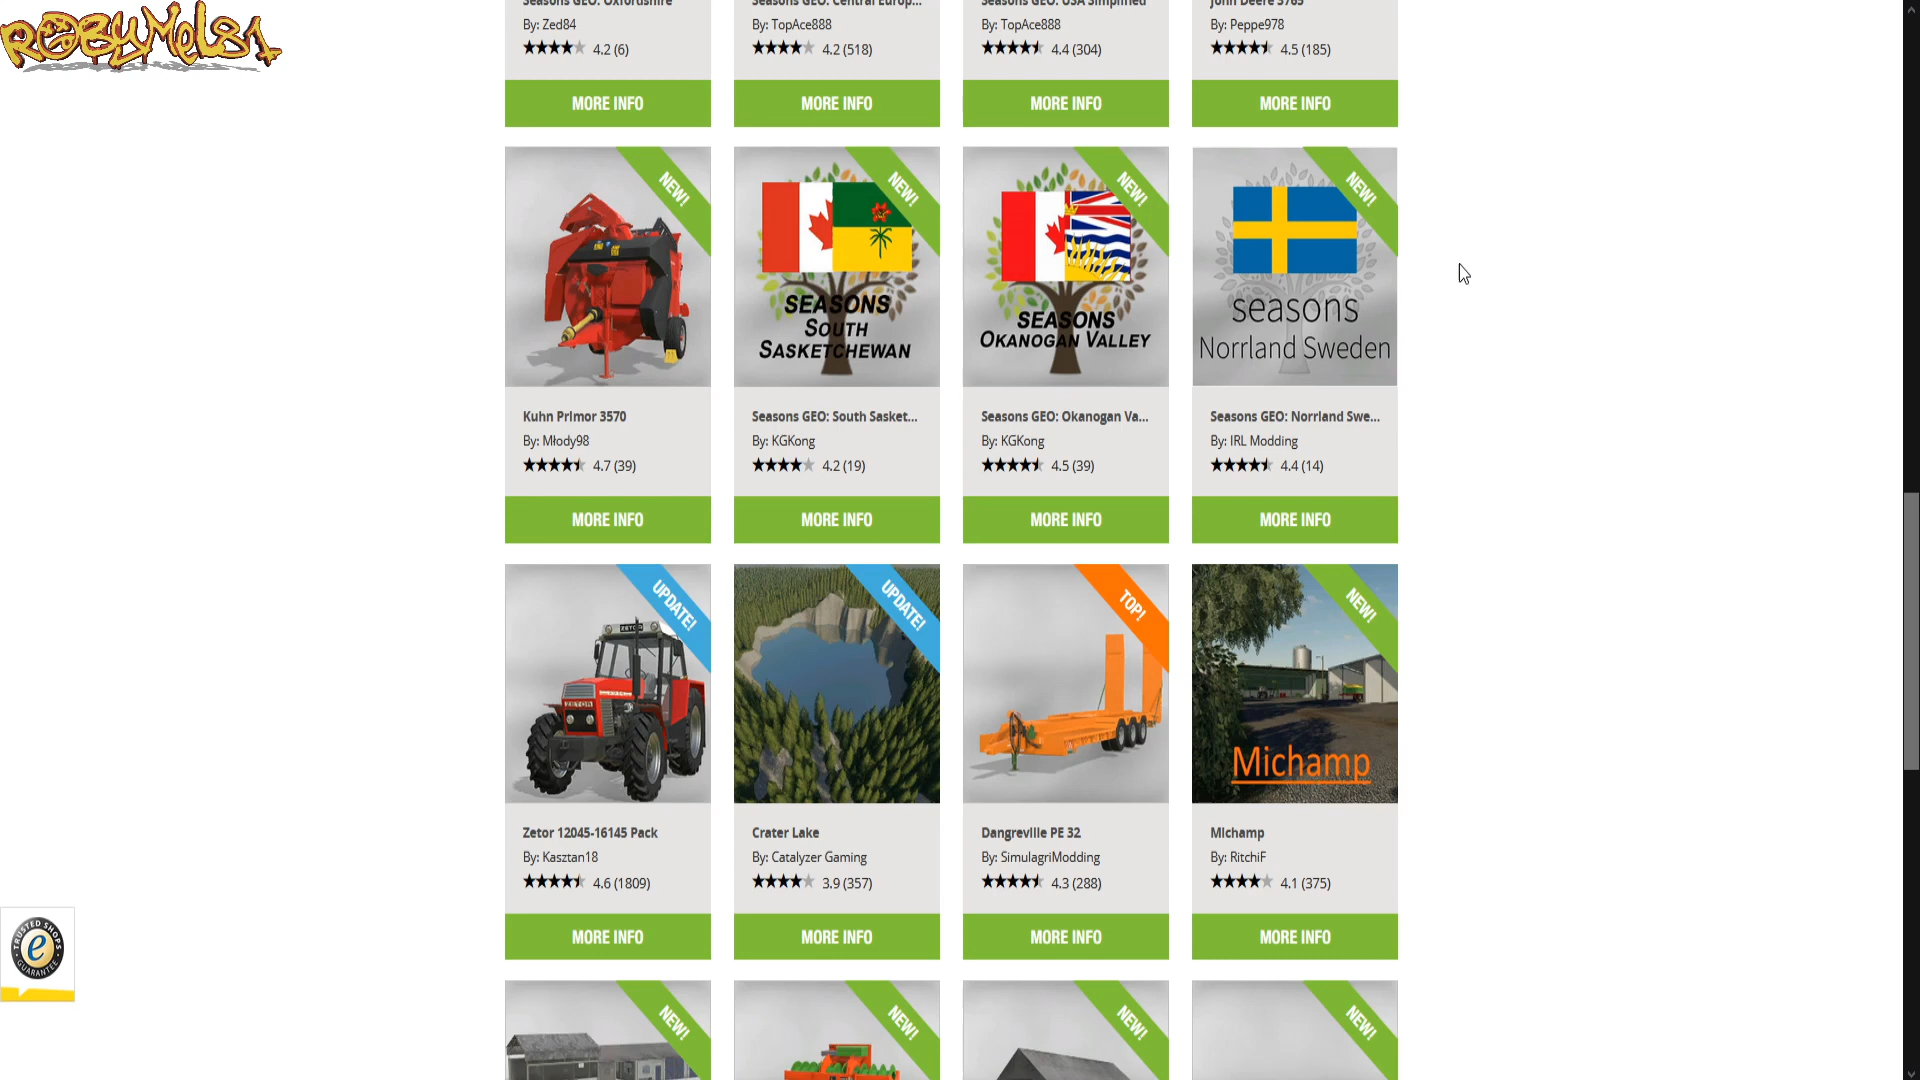 ROBYMEL81
Seasons GEO: Oxfordshire
By: Zed84
4.2 (6)
MORE INFO
Seasons GEO: Central Europ...
By: TopAce888
4.2 (518)
MORE INFO
Seasons GEO: USA Simplified
By: TopAce888
4.4 (304)
MORE INFO
John Deere 3765
By: Peppe978
4.5 (185)
MORE INFO
NEW!
Kuhn Primor 3570
By: Młody98
4.7 (39)
MORE INFO
NEW!
SEASONS
SOUTH
SASKETCHEWAN
Seasons GEO: South Sasket...
By: KGKong
4.2 (19)
MORE INFO
NEW!
SEASONS
OKANOGAN VALLEY
Seasons GEO: Okanogan Va...
By: KGKong
4.5 (39)
MORE INFO
NEW!
seasons
Norrland Sweden
Seasons GEO: Norrland Swe...
By: IRL Modding
4.4 (14)
MORE INFO
UPDATE!
ZETOR
ZETOR
Zetor 12045-16145 Pack
By: Kasztan18
4.6 (1809)
MORE INFO
UPDATE!
Crater Lake
By: Catalyzer Gaming
3.9 (357)
MORE INFO
TOP!
Dangreville PE 32
By: SimulagriModding
4.3 (288)
MORE INFO
NEW!
Michamp
Michamp
By: RitchiF
4.1 (375)
MORE INFO
TRUSTED SHOPS
e
GUARANTEE
NEW!
NEW!
NEW!
NEW!